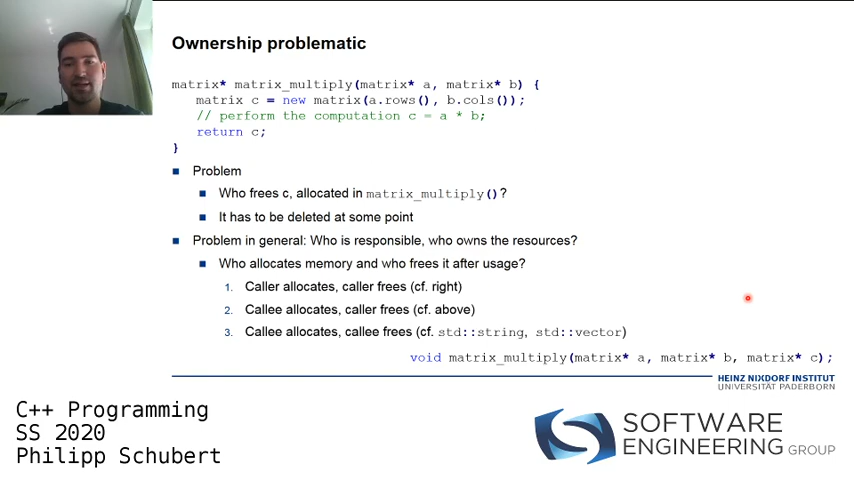 Ownership problematic
matrix* matrix_multiply(matrix* a, matrix* b) {
matrix c = new matrix(a.rows(), b.cols());
// perform the computation c = a * b;
return c;
}
Problem
Who frees c, allocated in matrix_multiply()?
It has to be deleted at some point
Problem in general: Who is responsible, who owns the resources?
Who allocates memory and who frees it after usage?
1. Caller allocates, caller frees (cf. right)
2. Callee allocates, caller frees (cf. above)
3. Callee allocates, callee frees (cf. std::string, std::vector)
void matrix_multiply(matrix* a, matrix* b, matrix* c);
HEINZ NIXDORF INSTITUT
UNIVERSITÄT PADERBORN
C++ Programming
SS 2020
Philipp Schubert
SOFTWARE
ENGINEERING GROUP